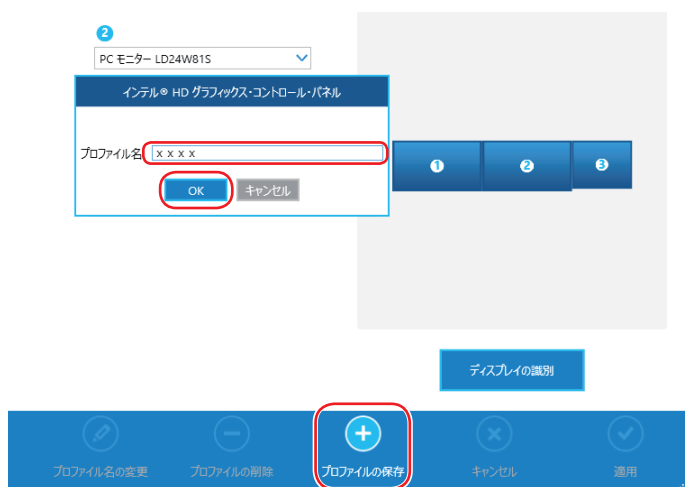 2
PC モニター LD24W81S
インテル® HD グラフィックス・コントロール・パネル
プロファイル名 x x x x
OK キャンセル
1 2 3
ディスプレイの識別
プロファイル名の変更 プロファイルの削除 プロファイルの保存 キャンセル 適用